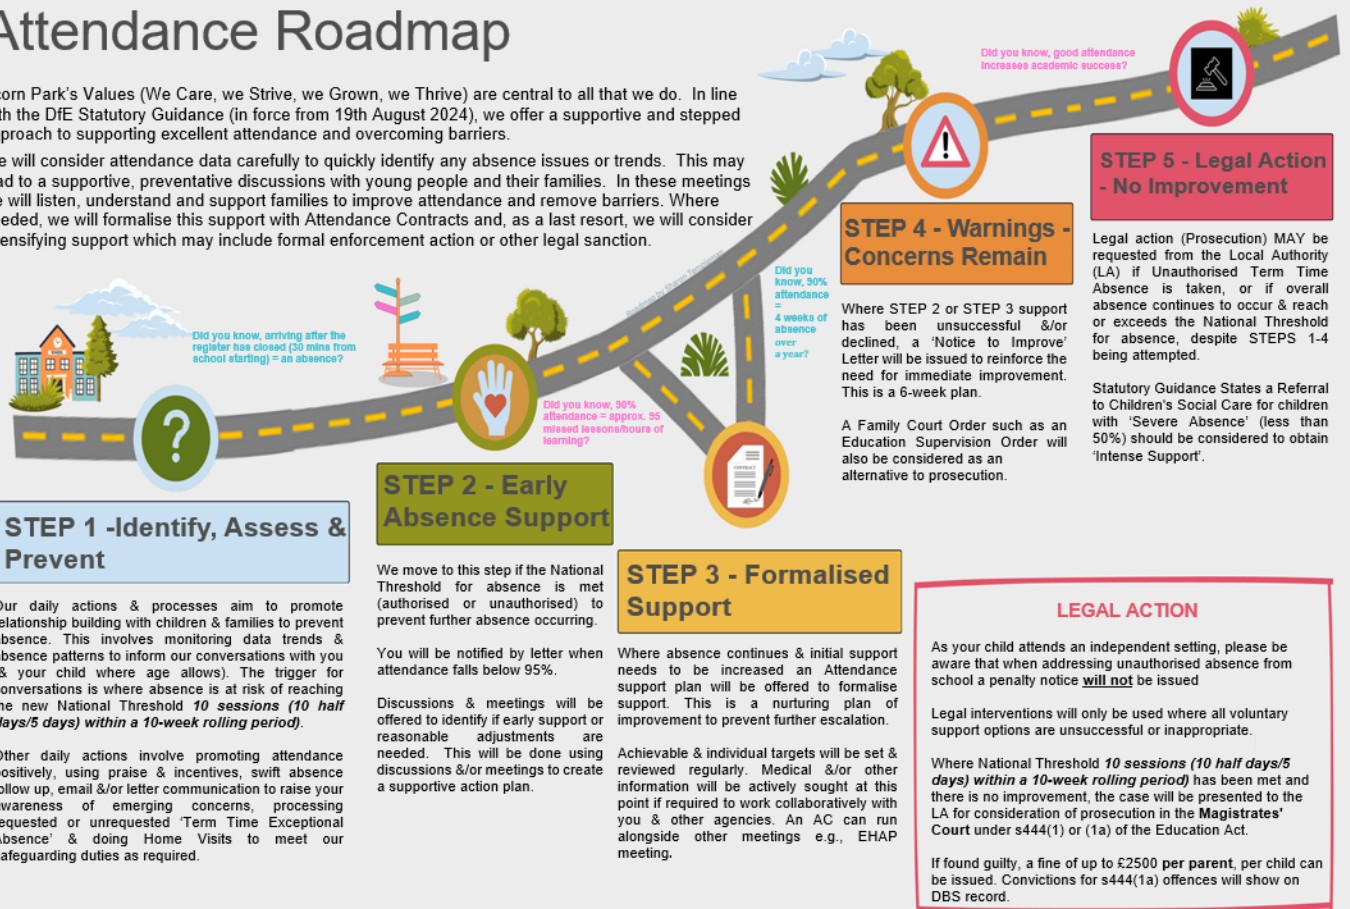 Attendance Roadmap
corn Park's Values (We Care, we Strive, we Grown, we Thrive) are central to all that we do. In line
th the DfE Statutory Guidance (in force from 19th August 2024), we offer a supportive and stepped
proach to supporting excellent attendance and overcoming barriers.
e will consider attendance data carefully to quickly identify any absence issues or trends. This may
ad to a supportive, preventative discussions with young people and their families. In these meetings
e will listen, understand and support families to improve attendance and remove barriers. Where
eded, we will formalise this support with Attendance Contracts and, as a last resort, we will consider
ensifying support which may include formal enforcement action or other legal sanction.
Did you know, arriving after the
register has closed (30 mins from
school starting) = an absence?
Did you know, 90%
attendance = approx. 95
missed lessons/hours of
learning?
Roadmap by Sharon Templeman
Did you
know, 90%
attendance
=
4 weeks of
absence
over
a year?
Did you know, good attendance
increases academic success?
?
CONTRACT
STEP 1 -Identify, Assess &
Prevent
Our daily actions & processes aim to promote
relationship building with children & families to prevent
absence. This involves monitoring data trends &
absence patterns to inform our conversations with you
(& your child where age allows). The trigger for
conversations is where absence is at risk of reaching
the new National Threshold 10 sessions (10 half
days/5 days) within a 10-week rolling period).
Other daily actions involve promoting attendance
positively, using praise & incentives, swift absence
follow up, email &/or letter communication to raise your
awareness of emerging concerns, processing
requested or unrequested 'Term Time Exceptional
Absence' & doing Home Visits to meet our
safeguarding duties as required.
STEP 2 - Early
Absence Support
We move to this step if the National
Threshold for absence is met
(authorised or unauthorised) to
prevent further absence occurring.
You will be notified by letter when
attendance falls below 95%.
Discussions & meetings will be
offered to identify if early support or
reasonable adjustments are
needed. This will be done using
discussions &/or meetings to create
a supportive action plan.
STEP 3 - Formalised
Support
Where absence continues & initial support
needs to be increased an Attendance
support plan will be offered to formalise
support. This is a nurturing plan of
improvement to prevent further escalation.
Achievable & individual targets will be set &
reviewed regularly. Medical &/or other
information will be actively sought at this
point if required to work collaboratively with
you & other agencies. An AC can run
alongside other meetings e.g., EHAP
meeting.
STEP 4 - Warnings -
Concerns Remain
Where STEP 2 or STEP 3 support
has been unsuccessful &/or
declined, a 'Notice to Improve'
Letter will be issued to reinforce the
need for immediate improvement.
This is a 6-week plan.
A Family Court Order such as an
Education Supervision Order will
also be considered as an
alternative to prosecution.
STEP 5 - Legal Action
- No Improvement
Legal action (Prosecution) MAY be
requested from the Local Authority
(LA) if Unauthorised Term Time
Absence is taken, or if overall
absence continues to occur & reach
or exceeds the National Threshold
for absence, despite STEPS 1-4
being attempted.
Statutory Guidance States a Referral
to Children's Social Care for children
with 'Severe Absence' (less than
50%) should be considered to obtain
'Intense Support'.
LEGAL ACTION
As your child attends an independent setting, please be
aware that when addressing unauthorised absence from
school a penalty notice will not be issued
Legal interventions will only be used where all voluntary
support options are unsuccessful or inappropriate.
Where National Threshold 10 sessions (10 half days/5
days) within a 10-week rolling period) has been met and
there is no improvement, the case will be presented to the
LA for consideration of prosecution in the Magistrates'
Court under s444(1) or (1a) of the Education Act.
If found guilty, a fine of up to £2500 per parent, per child can
be issued. Convictions for s444(1a) offences will show on
DBS record.